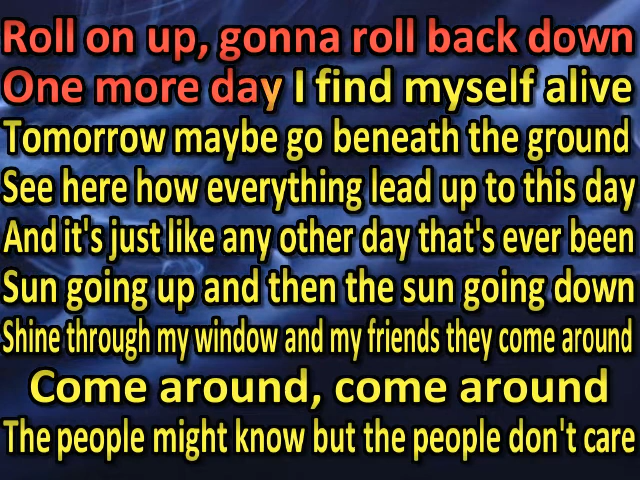 Roll on up, gonna roll back down
One more day I find myself alive
Tomorrow maybe go beneath the ground
See here how everything lead up to this day
And it's just like any other day that's ever been
Sun going up and then the sun going down
Shine through my window and my friends they come around
Come around, come around
The people might know but the people don't care